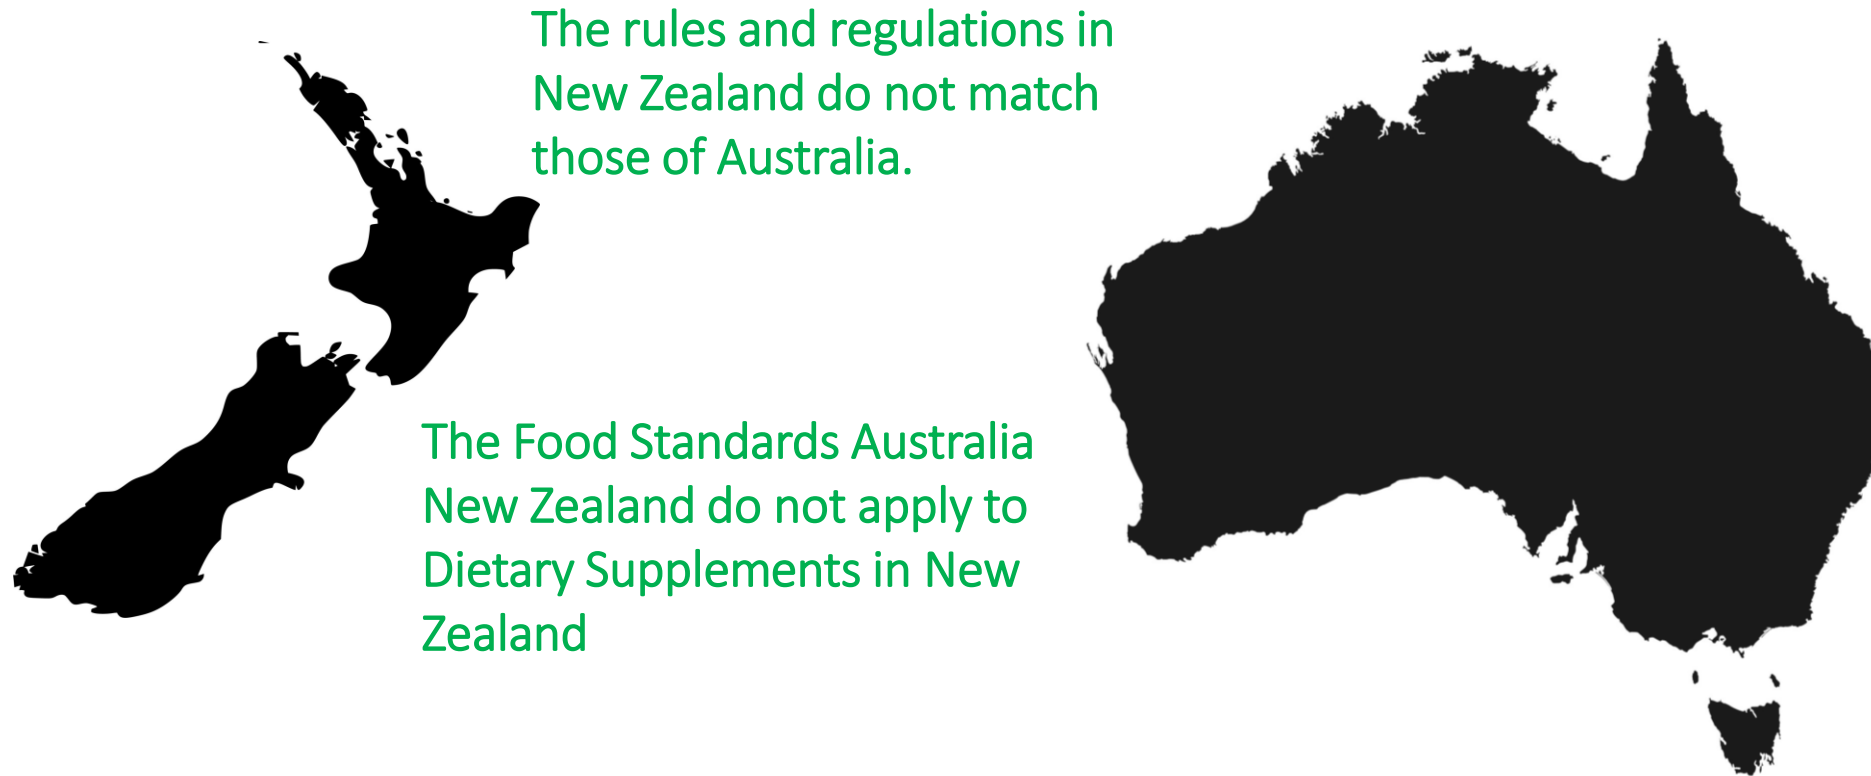 The rules and regulations in
New Zealand do not match
those of Australia.
The Food Standards Australia
New Zealand do not apply to
Dietary Supplements in New
Zealand